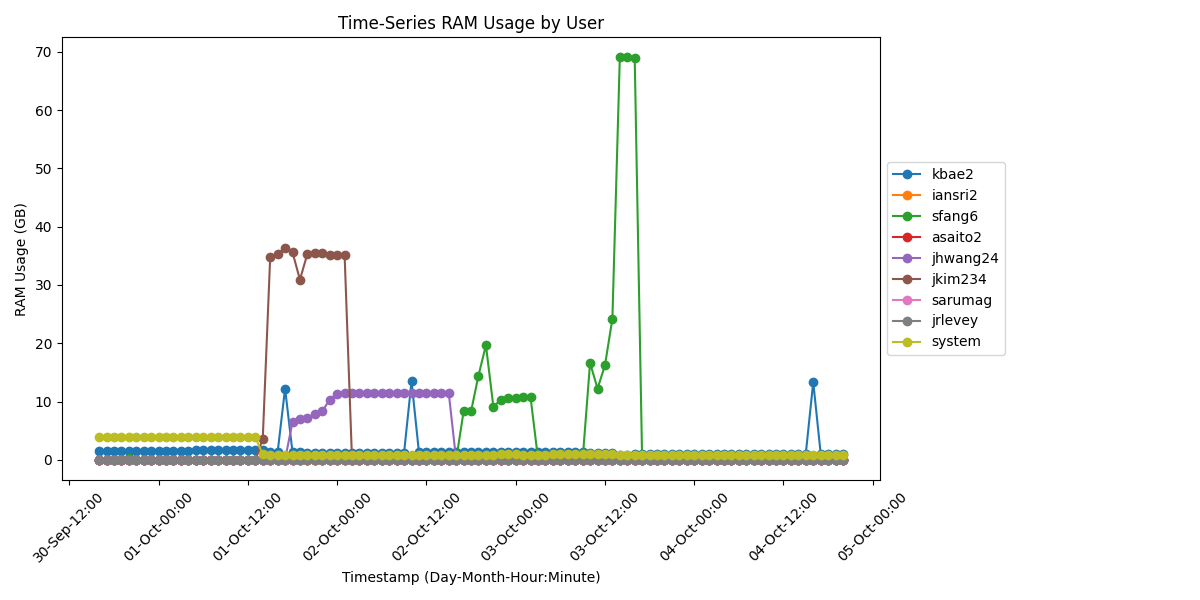 Time-Series RAM Usage by User
RAM Usage (GB)
70
60
50
40
30
20
10
0
30-Sep-12:00
01-Oct-00:00
01-Oct-12:00
02-Oct-00:00
02-Oct-12:00
03-Oct-00:00
03-Oct-12:00
04-Oct-00:00
04-Oct-12:00
05-Oct-00:00
Timestamp (Day-Month-Hour:Minute)
kbae2
iansri2
sfang6
asaito2
jhwang24
jkim234
sarumag
jrlevey
system